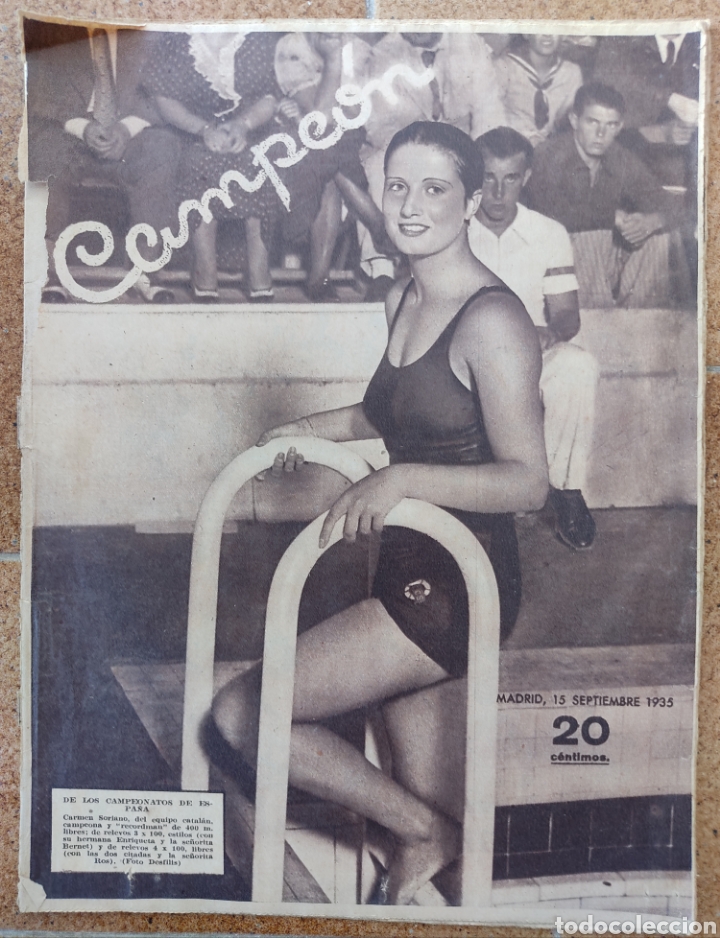 Campeón
MADRID, 15 SEPTIEMBRE 1935
20
céntimos.
DE LOS CAMPEONATOS DE ES-
PAÑA
Carmen Soriano, del equipo catalán,
campeona y "recordman" de 400 m.
libres; de relevos 3 x 100, estilos (con
su hermana Enriqueta y la señorita
Bernet) y de relevos 4 x 100, libres
(con las dos citadas y la señorita
Ros). (Foto Desfilis)
todocoleccion